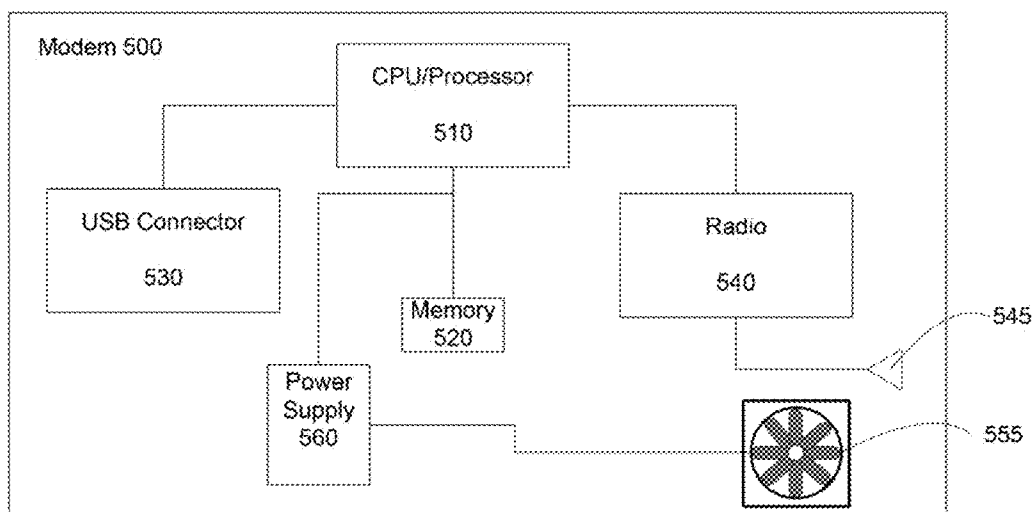 Modem 500
CPU/Processor
510
USB Connector
530
Radio
540
Memory
520
545
Power
Supply
560
555